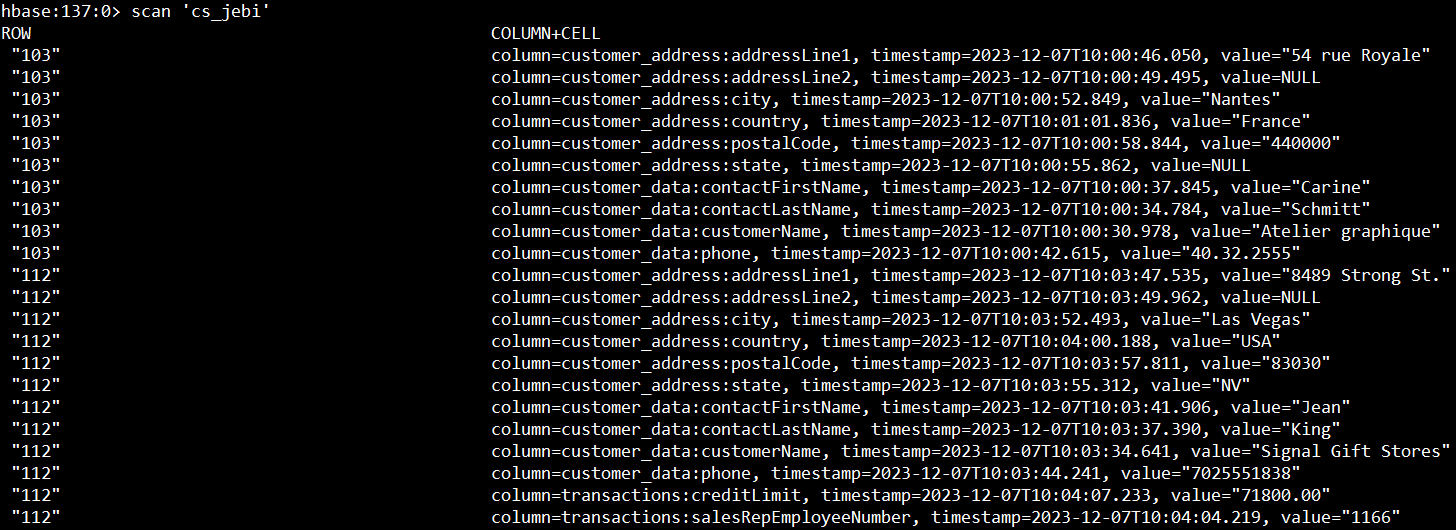 hbase:137:0> scan 'cs_jebi'
ROW COLUMN+CELL
"103" column=customer_address:addressLine1, timestamp=2023-12-07T10:00:46.050, value="54 rue Royale"
"103" column=customer_address:addressLine2, timestamp=2023-12-07T10:00:49.495, value=NULL
"103" column=customer_address:city, timestamp=2023-12-07T10:00:52.849, value="Nantes"
"103" column=customer_address:country, timestamp=2023-12-07T10:01:01.836, value="France"
"103" column=customer_address:postalCode, timestamp=2023-12-07T10:00:58.844, value="440000"
"103" column=customer_address:state, timestamp=2023-12-07T10:00:55.862, value=NULL
"103" column=customer_data:contactFirstName, timestamp=2023-12-07T10:00:37.845, value="Carine"
"103" column=customer_data:contactLastName, timestamp=2023-12-07T10:00:34.784, value="Schmitt"
"103" column=customer_data:customerName, timestamp=2023-12-07T10:00:30.978, value="Atelier graphique"
"103" column=customer_data:phone, timestamp=2023-12-07T10:00:42.615, value="40.32.2555"
"112" column=customer_address:addressLine1, timestamp=2023-12-07T10:03:47.535, value="8489 Strong St."
"112" column=customer_address:addressLine2, timestamp=2023-12-07T10:03:49.962, value=NULL
"112" column=customer_address:city, timestamp=2023-12-07T10:03:52.493, value="Las Vegas"
"112" column=customer_address:country, timestamp=2023-12-07T10:04:00.188, value="USA"
"112" column=customer_address:postalCode, timestamp=2023-12-07T10:03:57.811, value="83030"
"112" column=customer_address:state, timestamp=2023-12-07T10:03:55.312, value="NV"
"112" column=customer_data:contactFirstName, timestamp=2023-12-07T10:03:41.906, value="Jean"
"112" column=customer_data:contactLastName, timestamp=2023-12-07T10:03:37.390, value="King"
"112" column=customer_data:customerName, timestamp=2023-12-07T10:03:34.641, value="Signal Gift Stores"
"112" column=customer_data:phone, timestamp=2023-12-07T10:03:44.241, value="7025551838"
"112" column=transactions:creditLimit, timestamp=2023-12-07T10:04:07.233, value="71800.00"
"112" column=transactions:salesRepEmployeeNumber, timestamp=2023-12-07T10:04:04.219, value="1166"